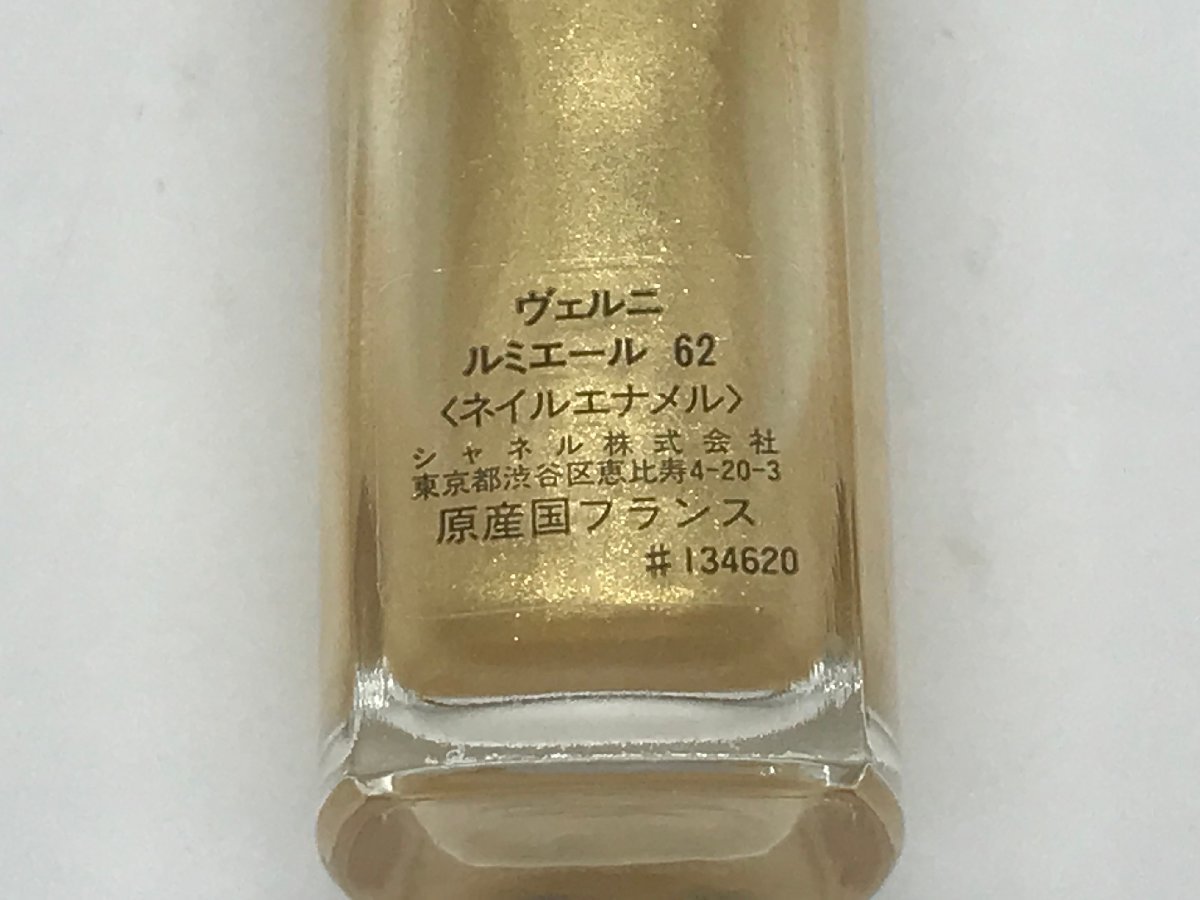 ヴェルニ
ルミエール 62
〈ネイルエナメル〉
シャネル株式会社
東京都渋谷区恵比寿4-20-3
原産国フランス
#134620